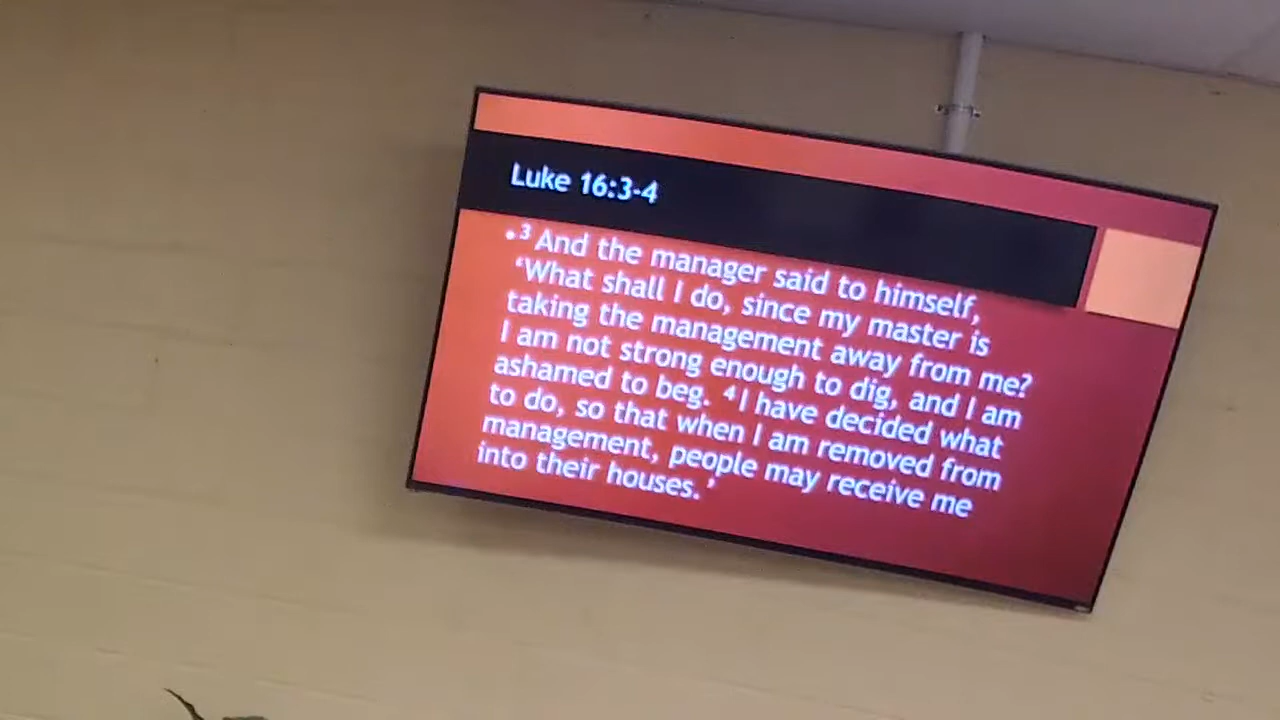 Luke 16:3-4
•³ And the manager said to himself,
‘What shall I do, since my master is
taking the management away from me?
I am not strong enough to dig, and I am
ashamed to beg. ⁴ I have decided what
to do, so that when I am removed from
management, people may receive me
into their houses.’